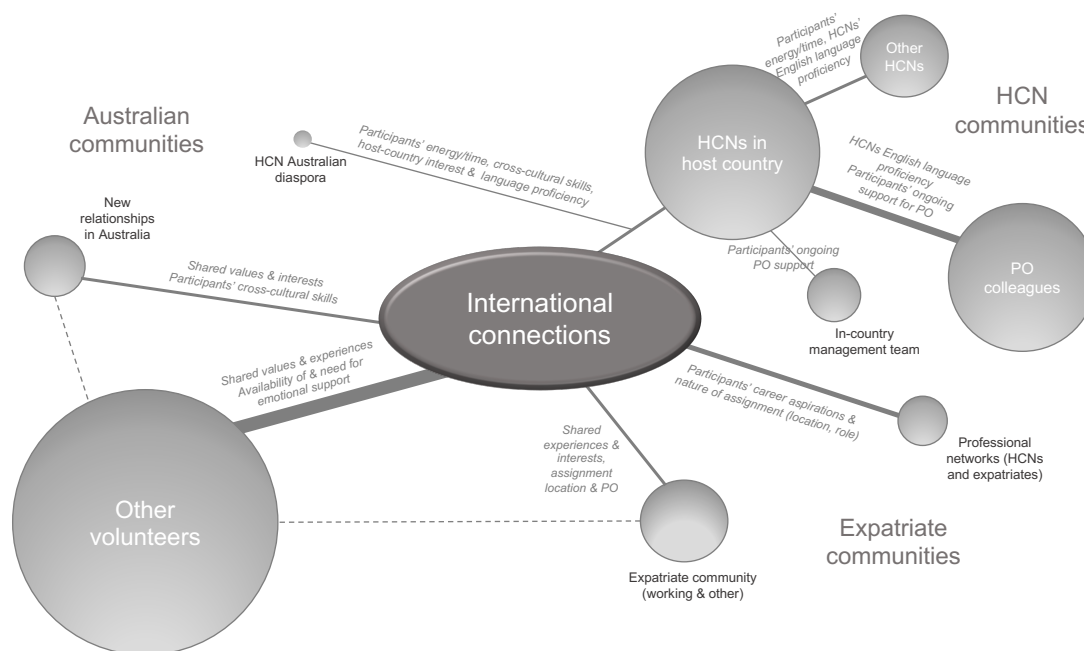 Participants'
energy/time, HCNs'
English language
proficiency
Other
HCNs
HCN
communities
Australian
communities
HCN Australian
diaspora
Participants' energy/time, cross-cultural skills,
host-country interest & language proficiency
HCNs in
host country
HCNs English language
proficiency
Participants' ongoing
support for PO
New
relationships
in Australia
Shared values & interests
Participants' cross-cultural skills
Participants' ongoing
PO support
PO
colleagues
International
connections
In-country
management team
Shared values & experiences
Availability of & need for
emotional support
Participants' career aspirations &
nature of assignment (location, role)
Shared
experiences &
interests,
assignment
location & PO
Professional
networks (HCNs
and expatriates)
Other
volunteers
Expatriate
communities
Expatriate community
(working & other)